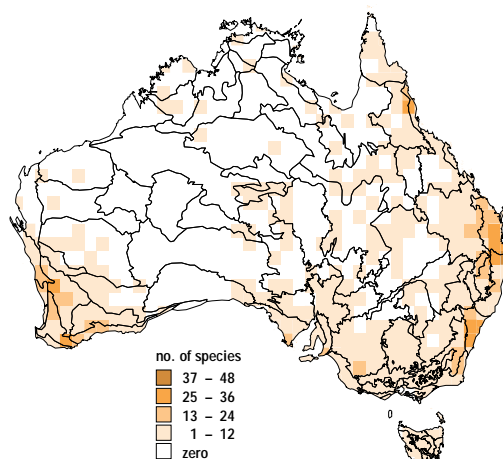 no. of species
37 – 48
25 – 36
13 – 24
1 – 12
zero